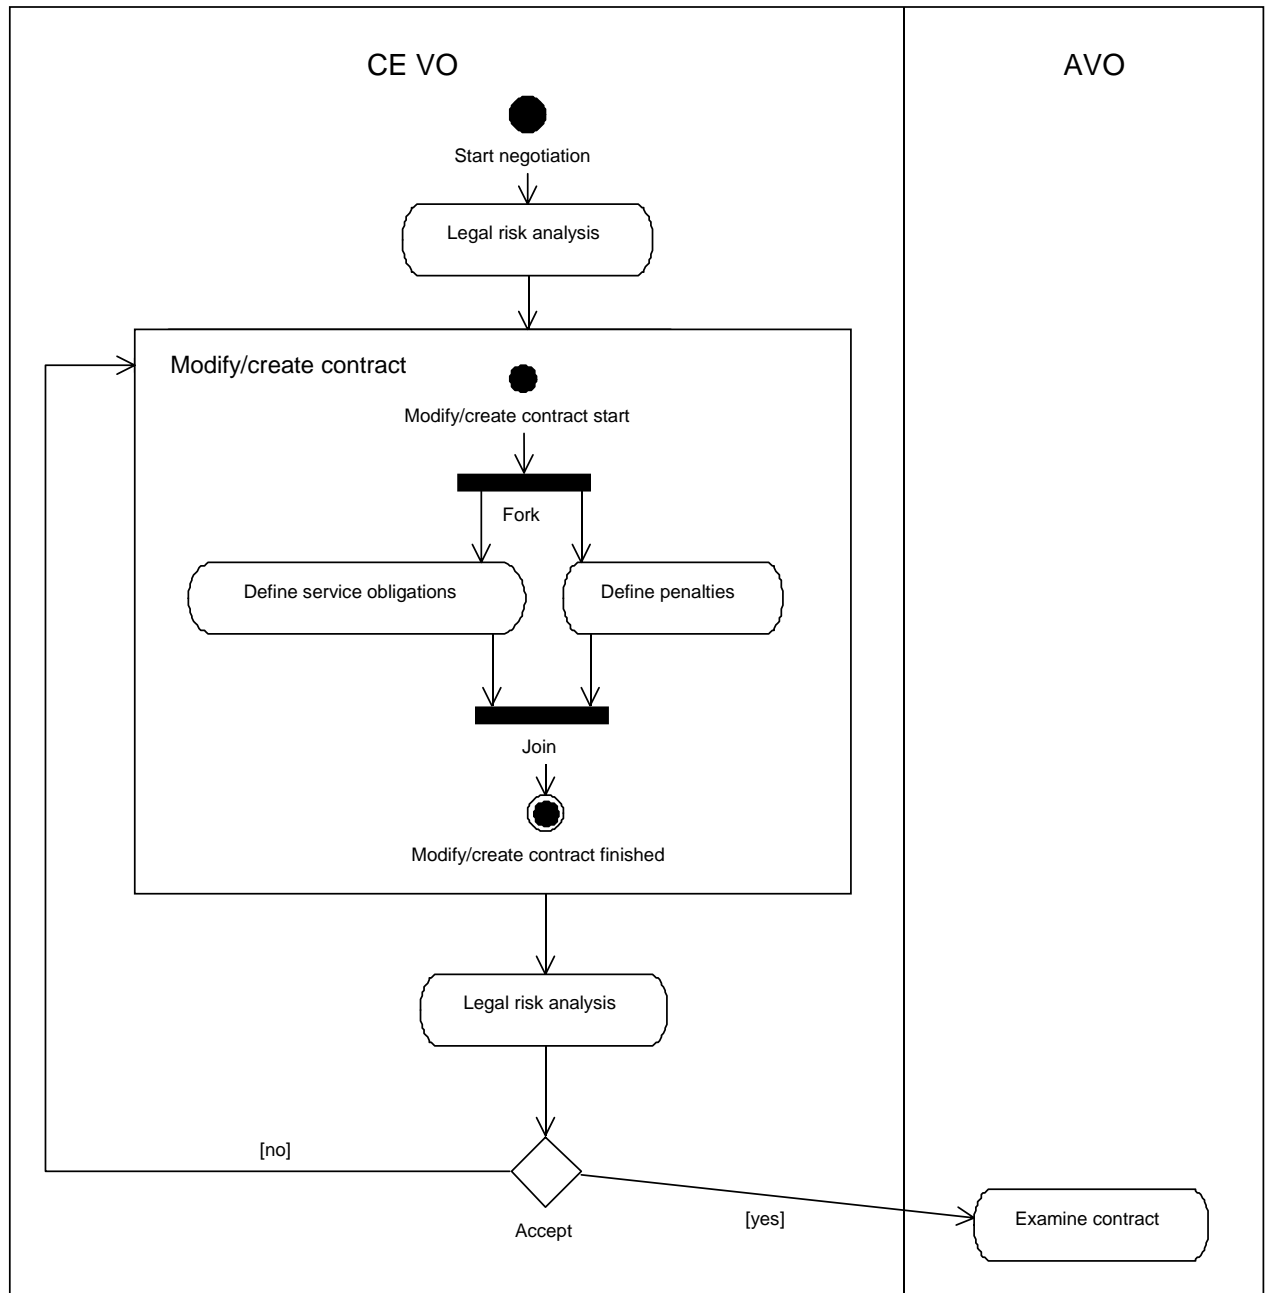 CE VO
AVO
Start negotiation
Legal risk analysis
Modify/create contract
Modify/create contract start
Fork
Define service obligations
Define penalties
Join
Modify/create contract finished
Legal risk analysis
[no]
Accept
[yes]
Examine contract